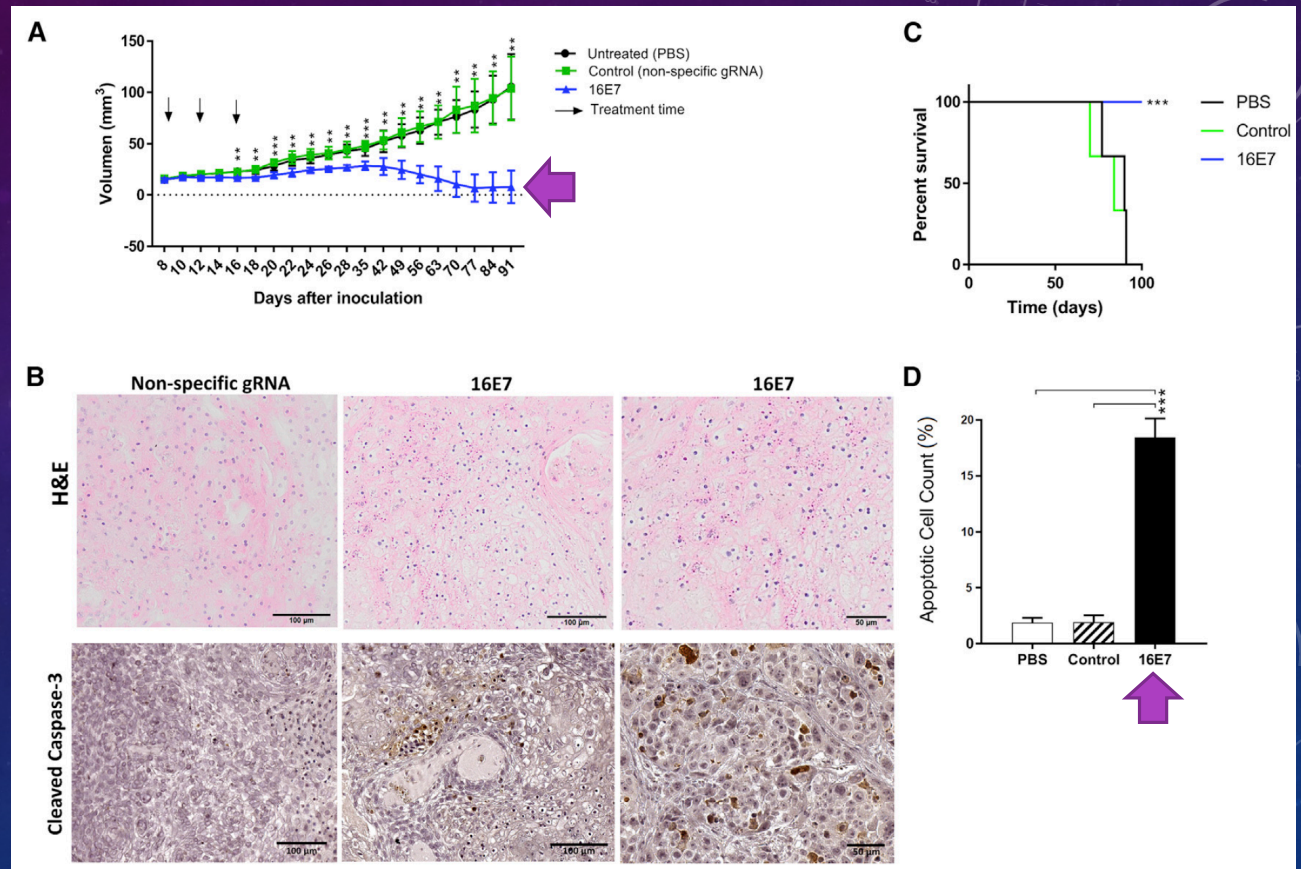 A
150
100
50
0
-50
Volumen (mm³)
** ** *** ** ** ** ** *** ** ** ** ** ** ** ** **
8 10 12 14 16 18 20 22 24 26 28 35 42 49 56 63 70 77 84 91
Days after inoculation
Untreated (PBS)
Control (non-specific gRNA)
16E7
Treatment time
C
100
50
0
Percent survival
***
0 50 100
Time (days)
PBS
Control
16E7
B
Non-specific gRNA 16E7 16E7
H&E
100 µm 100 µm 50 µm
Cleaved Caspase-3
100 µm 100 µm 50 µm
D
***
20
15
10
5
0
Apoptotic Cell Count (%)
PBS Control 16E7